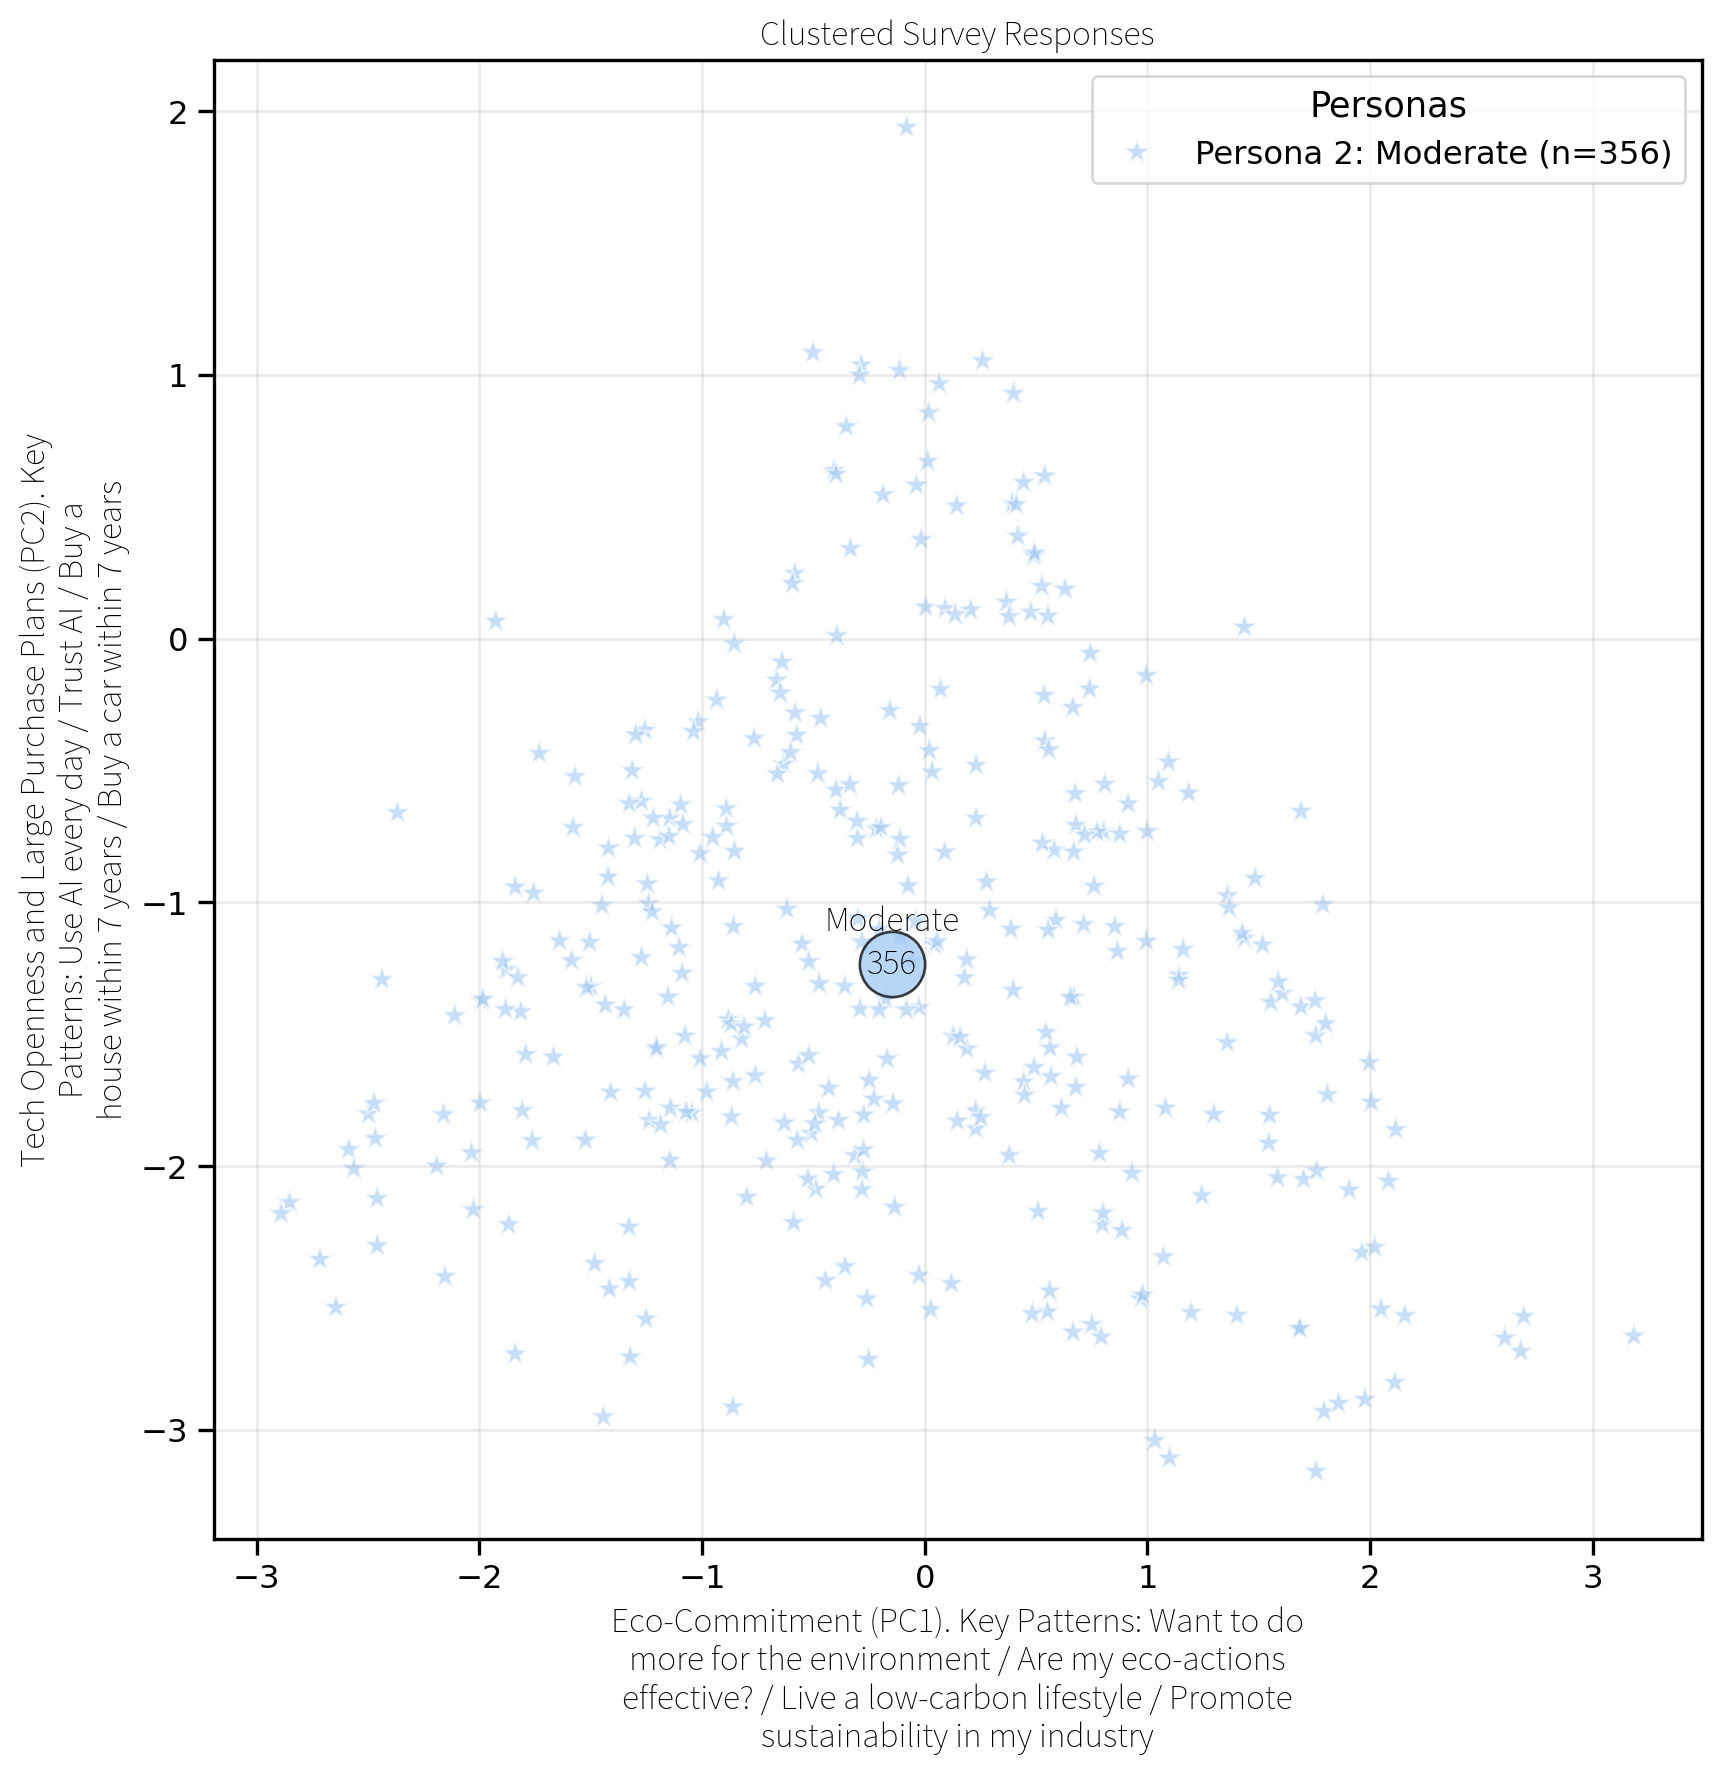 Clustered Survey Responses
Personas
Persona 2: Moderate (n=356)
2
1
0
−1
−2
−3
Tech Openness and Large Purchase Plans (PC2). Key
Patterns: Use AI every day / Trust AI / Buy a
house within 7 years / Buy a car within 7 years
Moderate
356
−3 −2 −1 0 1 2 3
Eco-Commitment (PC1). Key Patterns: Want to do
more for the environment / Are my eco-actions
effective? / Live a low-carbon lifestyle / Promote
sustainability in my industry